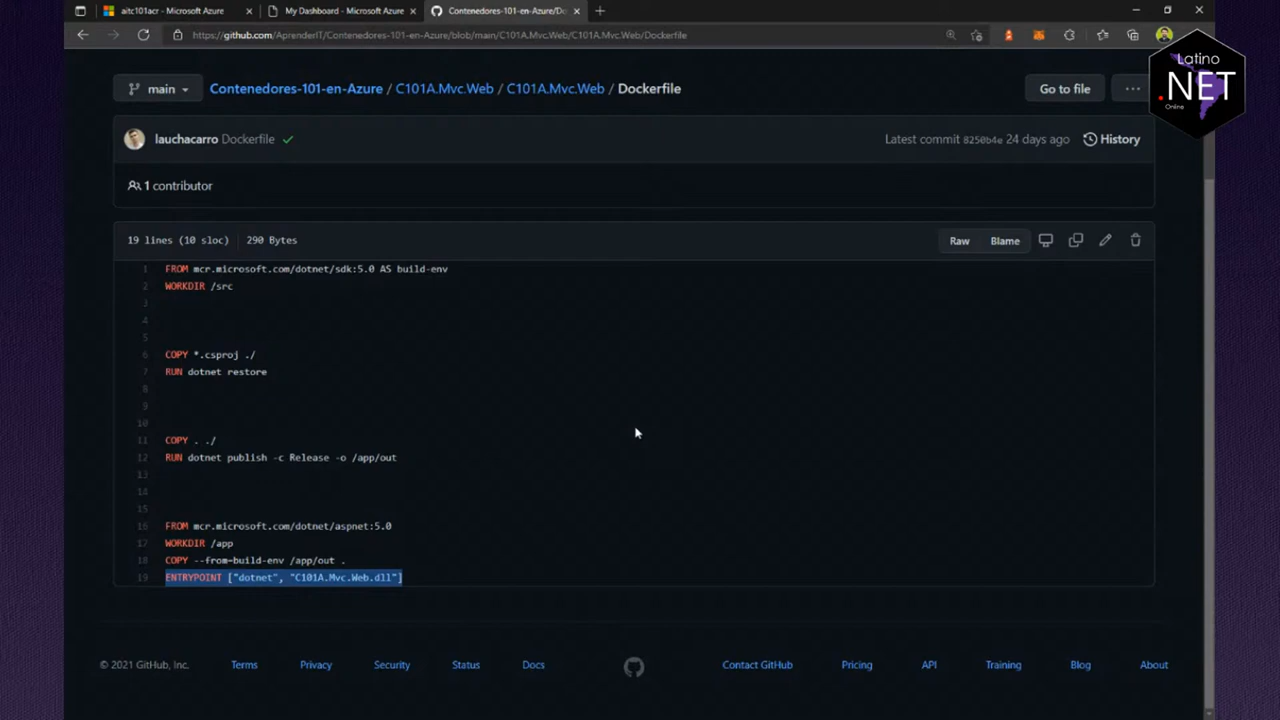 aitc101acr - Microsoft Azure
My Dashboard - Microsoft Azure
Contenedores-101-en-Azure/Do
https://github.com/AprenderIT/Contenedores-101-en-Azure/blob/main/C101A.Mvc.Web/C101A.Mvc.Web/Dockerfile
Latino
.NET
Online
main
Contenedores-101-en-Azure / C101A.Mvc.Web / C101A.Mvc.Web / Dockerfile
Go to file
...
lauchacarro Dockerfile
Latest commit 8250b4e 24 days ago
History
1 contributor
19 lines (10 sloc)
290 Bytes
Raw
Blame
1 FROM mcr.microsoft.com/dotnet/sdk:5.0 AS build-env
2 WORKDIR /src
3
4
5
6 COPY *.csproj ./
7 RUN dotnet restore
8
9
10
11 COPY . ./
12 RUN dotnet publish -c Release -o /app/out
13
14
15
16 FROM mcr.microsoft.com/dotnet/aspnet:5.0
17 WORKDIR /app
18 COPY --from=build-env /app/out .
19 ENTRYPOINT ["dotnet", "C101A.Mvc.Web.dll"]
© 2021 GitHub, Inc.
Terms
Privacy
Security
Status
Docs
Contact GitHub
Pricing
API
Training
Blog
About